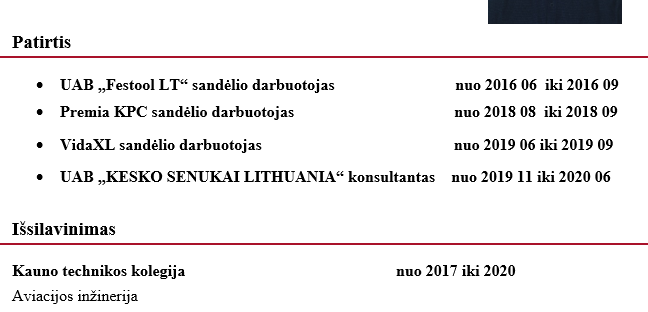 Patirtis
• UAB „Festool LT“ sandėlio darbuotojas nuo 2016 06 iki 2016 09
• Premia KPC sandėlio darbuotojas nuo 2018 08 iki 2018 09
• VidaXL sandėlio darbuotojas nuo 2019 06 iki 2019 09
• UAB „KESKO SENUKAI LITHUANIA“ konsultantas nuo 2019 11 iki 2020 06
Išsilavinimas
Kauno technikos kolegija nuo 2017 iki 2020
Aviacijos inžinerija